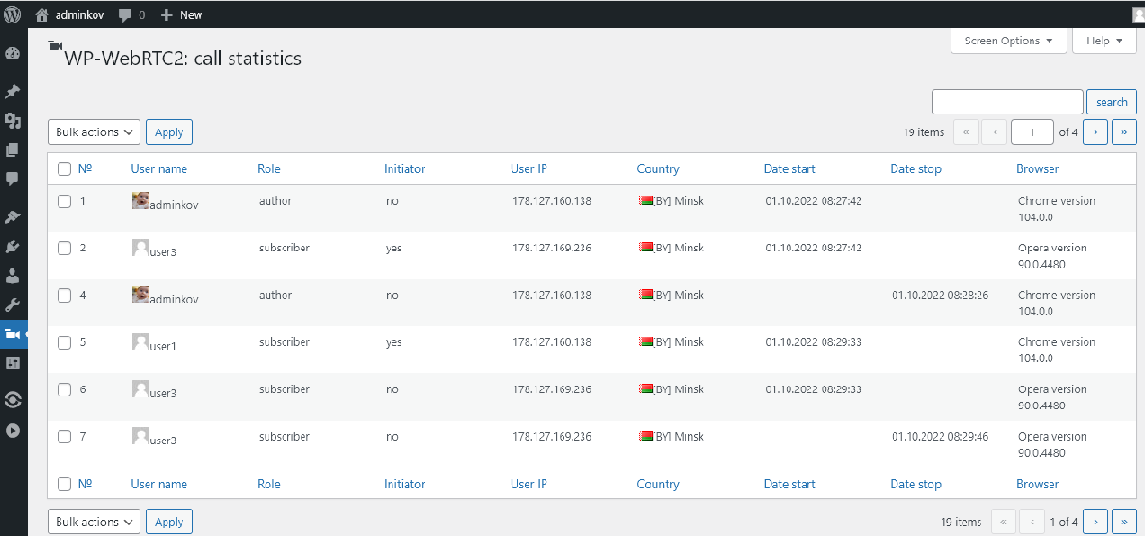 adminkov 0 New
Screen Options Help
WP-WebRTC2: call statistics
search
Bulk actions Apply 19 items « ‹ 1 of 4 › »
№ User name Role Initiator User IP Country Date start Date stop Browser
1 adminkov author no 178.127.160.138 [BY] Minsk 01.10.2022 08:27:42 Chrome version
104.0.0
2 user3 subscriber yes 178.127.169.236 [BY] Minsk 01.10.2022 08:27:42 Opera version
90.0.4480
4 adminkov author no 178.127.160.138 [BY] Minsk 01.10.2022 08:28:26 Chrome version
104.0.0
5 user1 subscriber yes 178.127.160.138 [BY] Minsk 01.10.2022 08:29:33 Chrome version
104.0.0
6 user3 subscriber no 178.127.169.236 [BY] Minsk 01.10.2022 08:29:33 Opera version
90.0.4480
7 user3 subscriber no 178.127.169.236 [BY] Minsk 01.10.2022 08:29:46 Opera version
90.0.4480
№ User name Role Initiator User IP Country Date start Date stop Browser
Bulk actions Apply 19 items « ‹ 1 of 4 › »